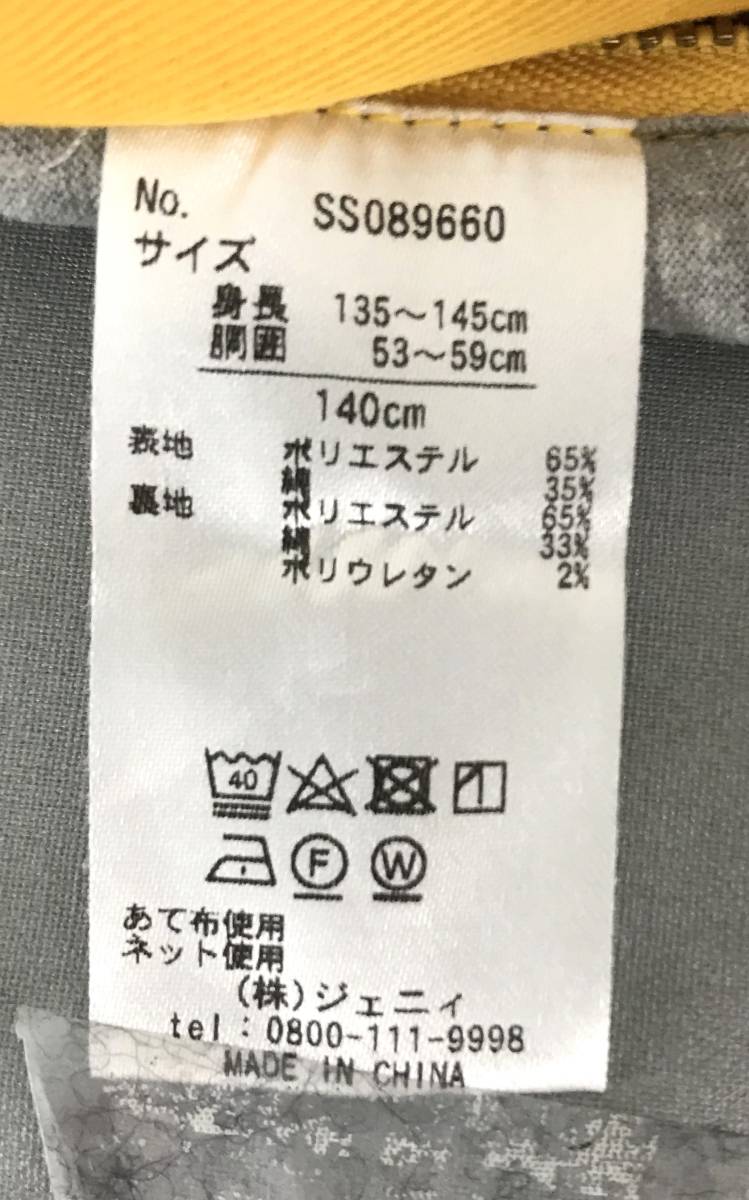 No. SS089660
サイズ
身長 135〜145cm
胴囲 53〜59cm
140cm
表地 ポリエステル 65%
綿 35%
裏地 ポリエステル 65%
綿 33%
ポリウレタン 2%
40
F W
あて布使用
ネット使用
(株)ジェニィ
tel:0800-111-9998
MADE IN CHINA